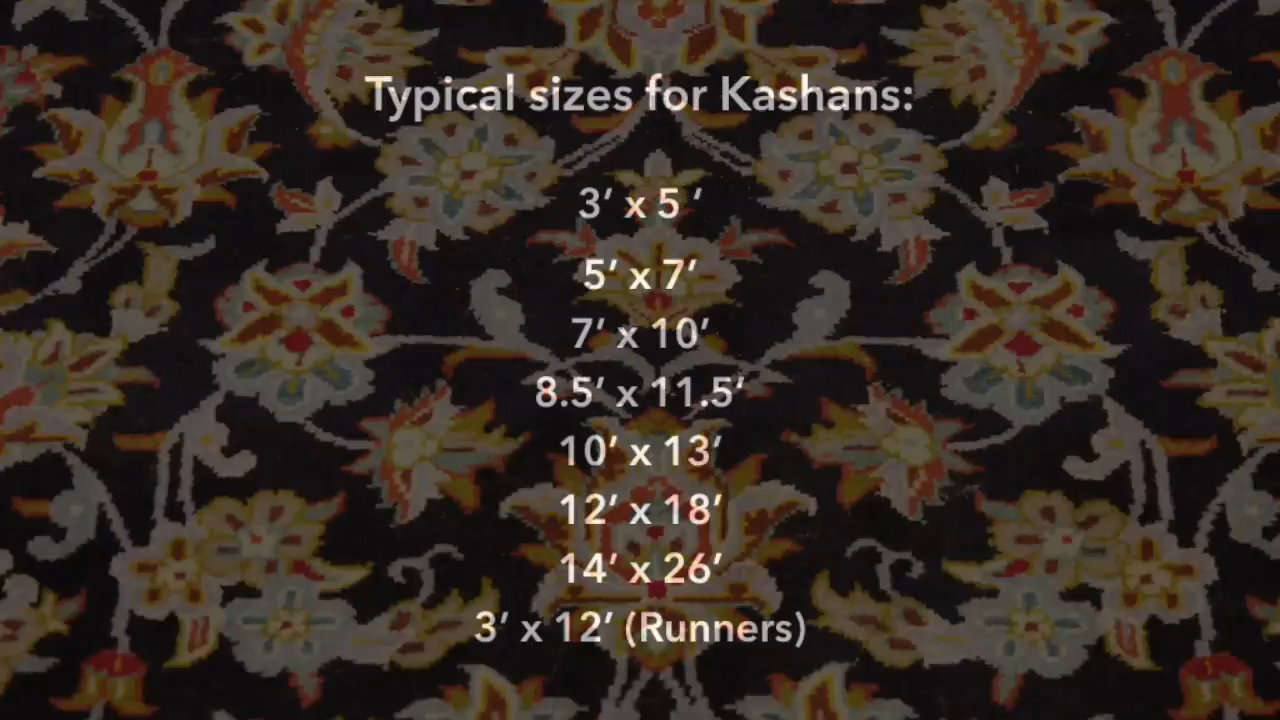 Typical sizes for Kashans:
3’ x 5 ’
5’ x 7’
7’ x 10’
8.5’ x 11.5’
10’ x 13’
12’ x 18’
14’ x 26’
3’ x 12’ (Runners)